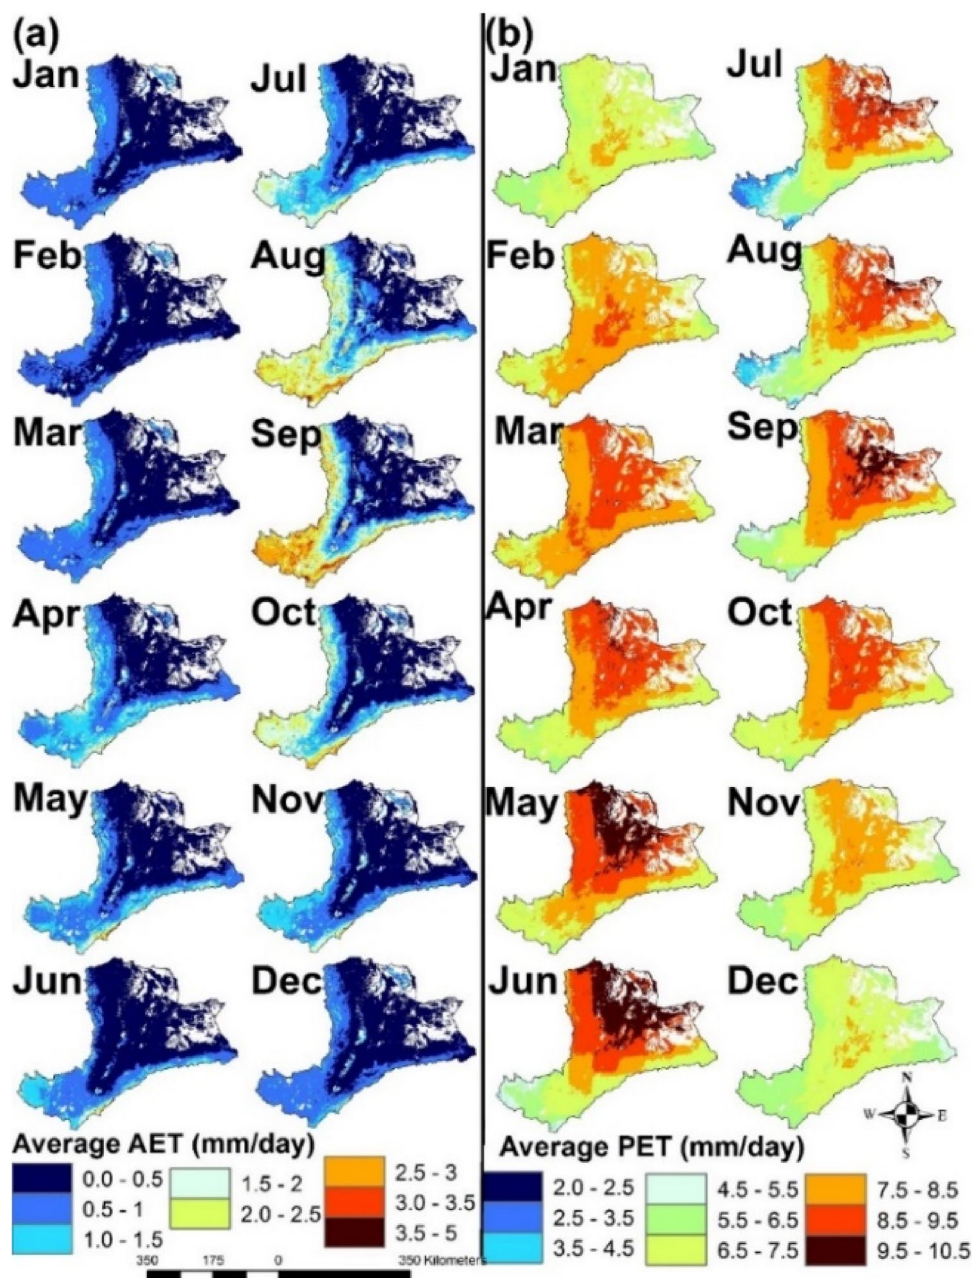 (a)
(b)
Jan
Jul
Jan
Jul
Feb
Aug
Feb
Aug
Mar
Sep
Mar
Sep
Apr
Oct
Apr
Oct
May
Nov
May
Nov
Jun
Dec
Jun
Dec
N
W E
S
Average AET (mm/day)
0.0 - 0.5
0.5 - 1
1.0 - 1.5
1.5 - 2
2.0 - 2.5
2.5 - 3
3.0 - 3.5
3.5 - 5
350 175 0 350 Kilometers
Average PET (mm/day)
2.0 - 2.5
2.5 - 3.5
3.5 - 4.5
4.5 - 5.5
5.5 - 6.5
6.5 - 7.5
7.5 - 8.5
8.5 - 9.5
9.5 - 10.5